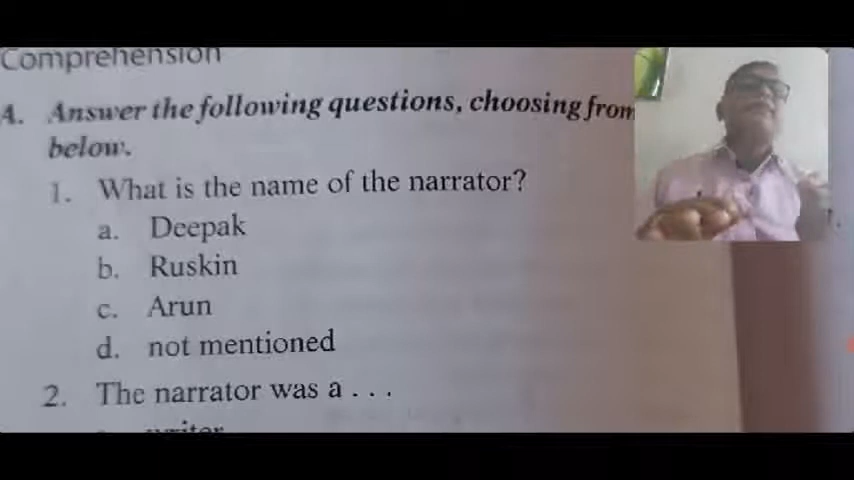 Comprehension
A. Answer the following questions, choosing from
below.
1. What is the name of the narrator?
a. Deepak
b. Ruskin
c. Arun
d. not mentioned
2. The narrator was a . . .
writer